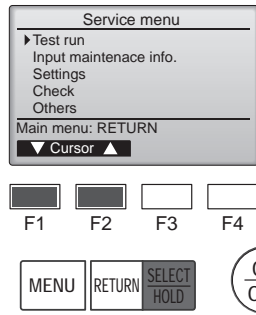 Service menu
Test run
Input maintenace info.
Settings
Check
Others
Main menu: RETURN
▼ Cursor ▲
F1 F2 F3 F4
MENU RETURN SELECT
HOLD